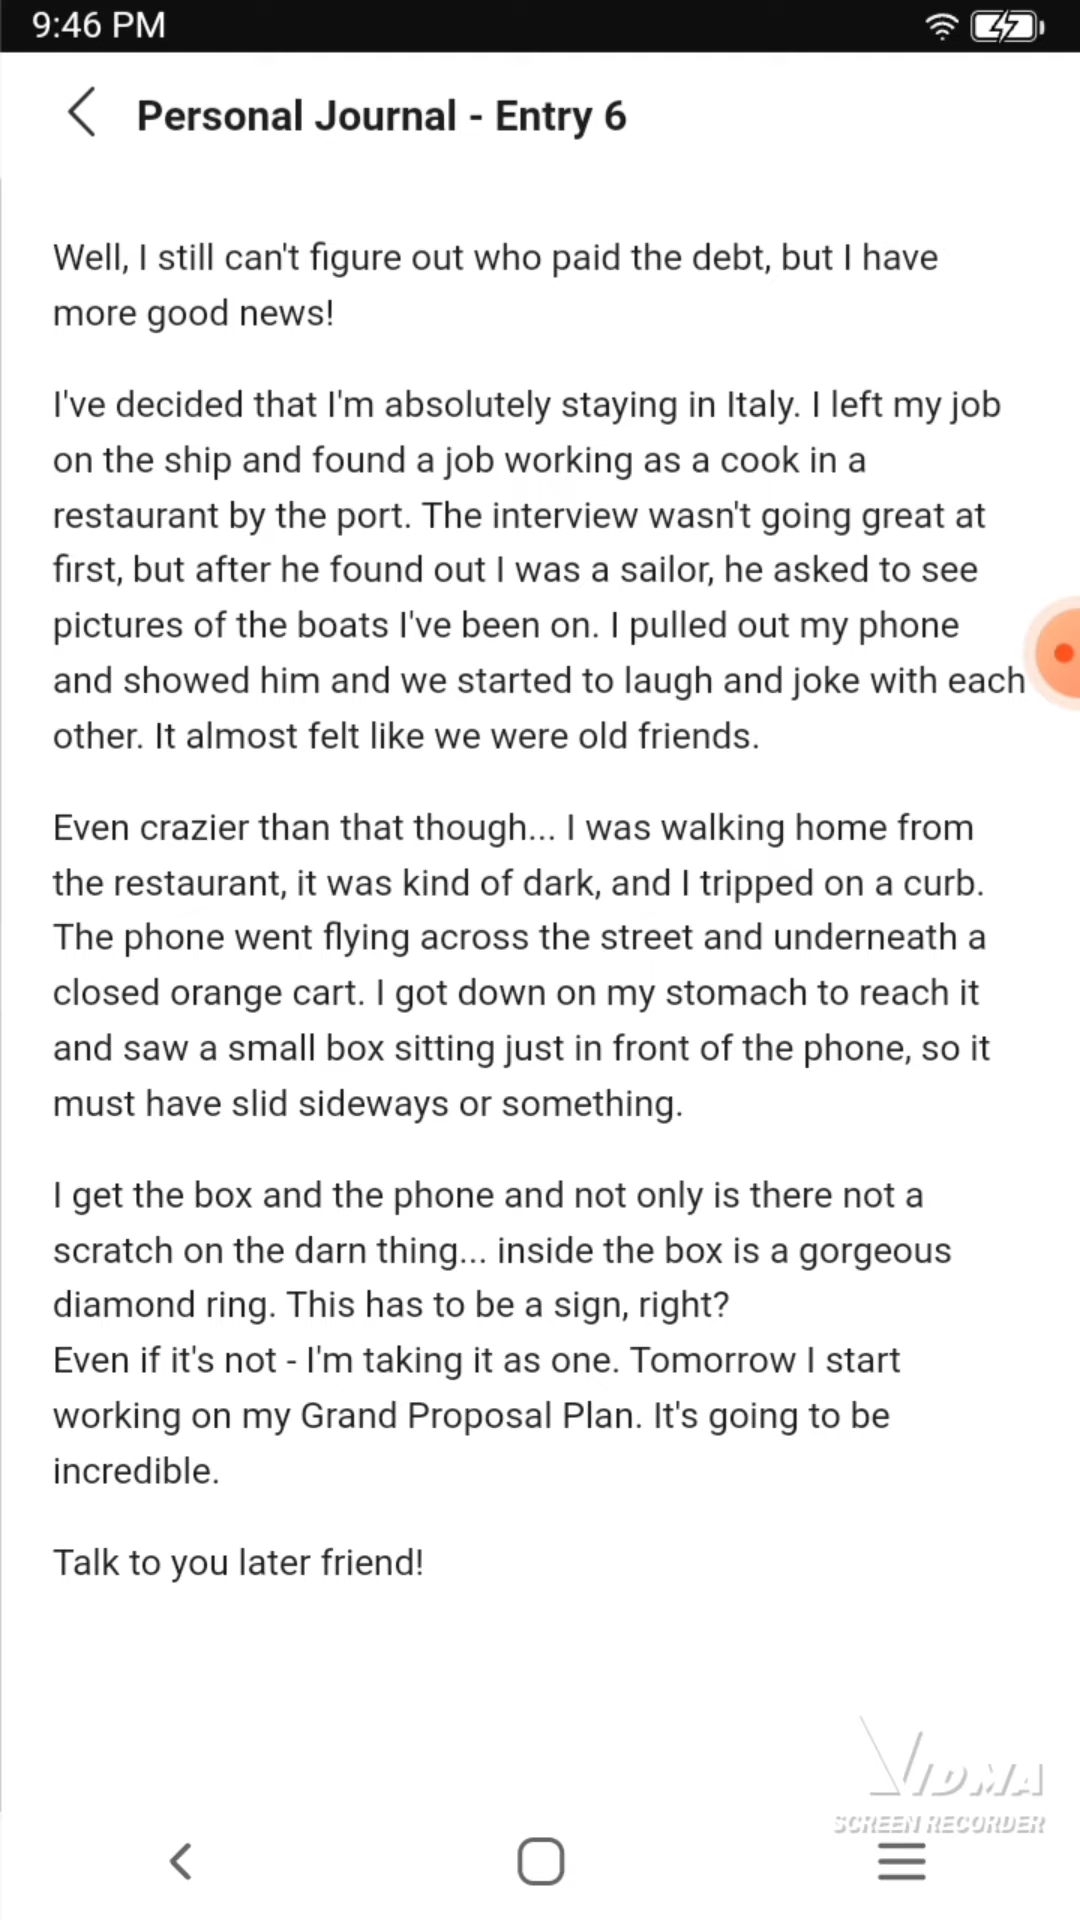 9:46 PM
Personal Journal - Entry 6
Well, I still can't figure out who paid the debt, but I have
more good news!
I've decided that I'm absolutely staying in Italy. I left my job
on the ship and found a job working as a cook in a
restaurant by the port. The interview wasn't going great at
first, but after he found out I was a sailor, he asked to see
pictures of the boats I've been on. I pulled out my phone
and showed him and we started to laugh and joke with each
other. It almost felt like we were old friends.
Even crazier than that though... I was walking home from
the restaurant, it was kind of dark, and I tripped on a curb.
The phone went flying across the street and underneath a
closed orange cart. I got down on my stomach to reach it
and saw a small box sitting just in front of the phone, so it
must have slid sideways or something.
I get the box and the phone and not only is there not a
scratch on the darn thing... inside the box is a gorgeous
diamond ring. This has to be a sign, right?
Even if it's not - I'm taking it as one. Tomorrow I start
working on my Grand Proposal Plan. It's going to be
incredible.
Talk to you later friend!
VIDMA
SCREEN RECORDER